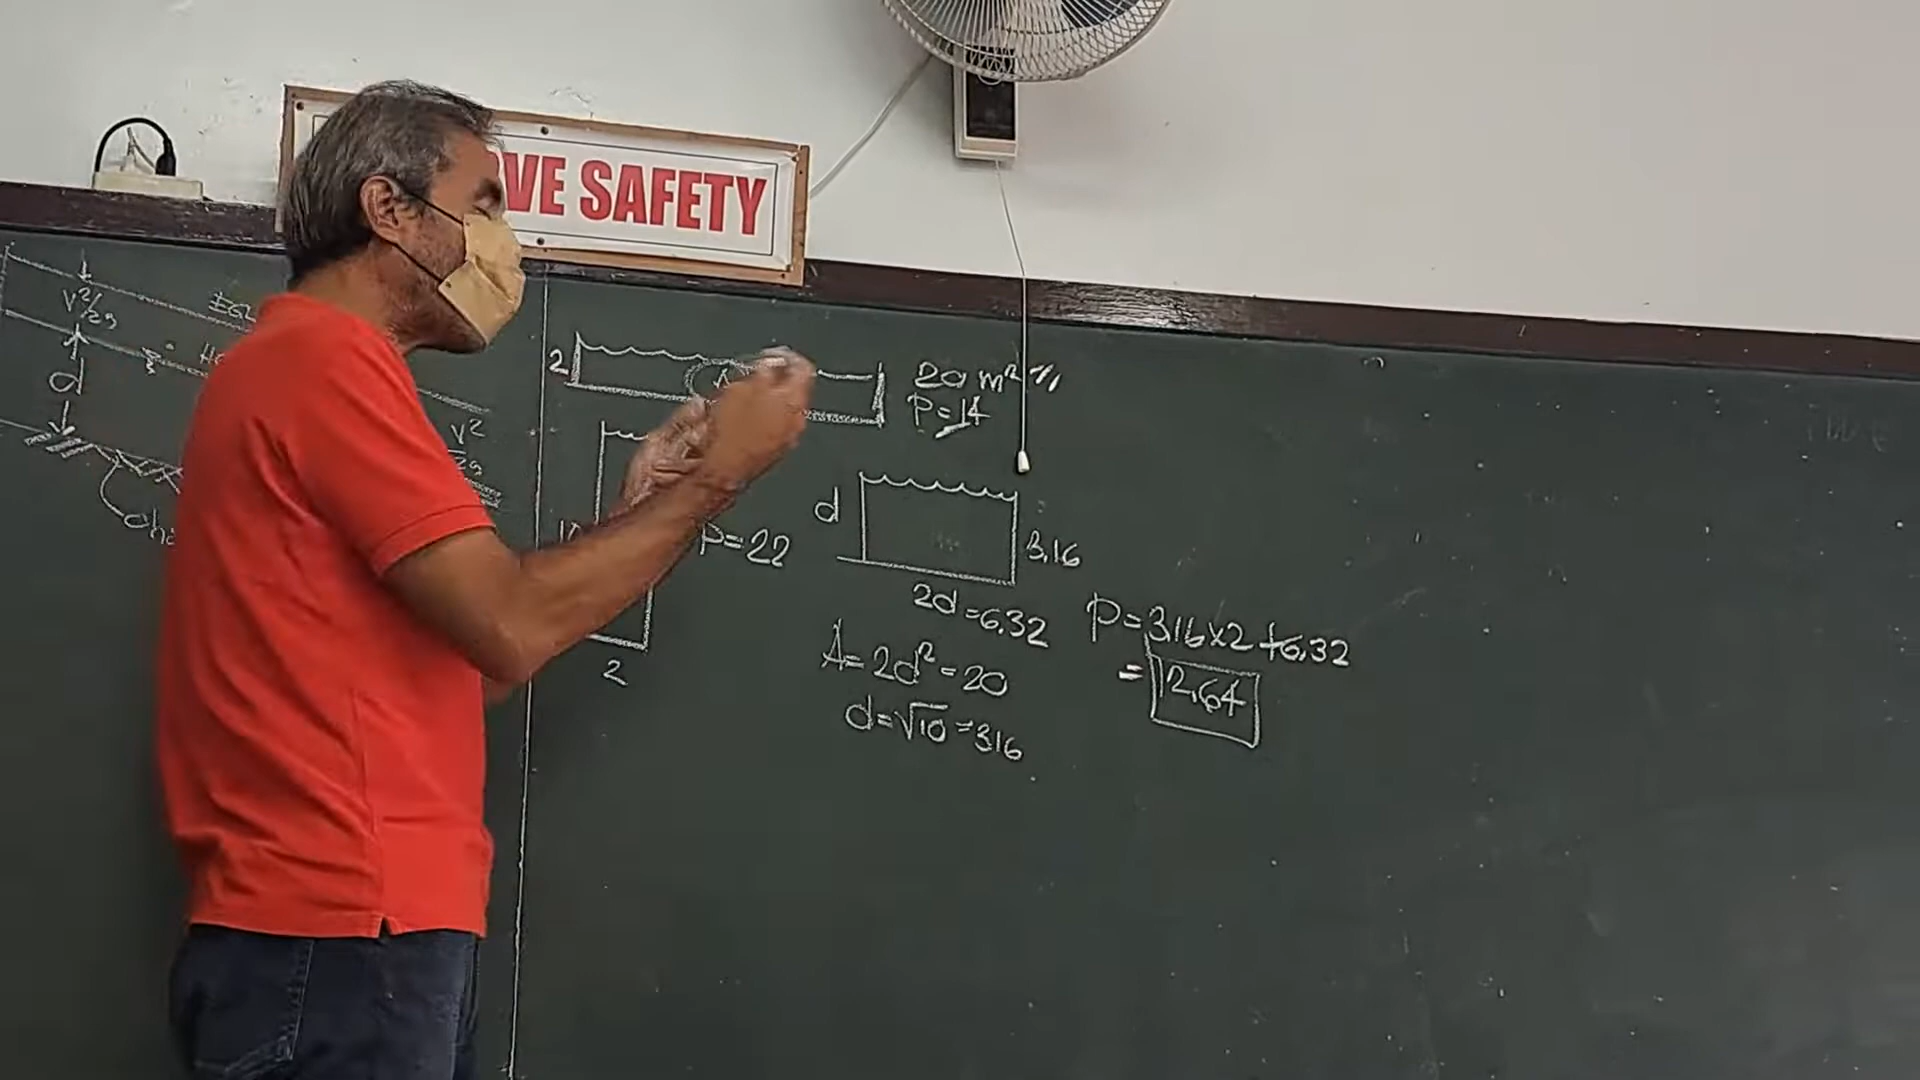 VE SAFETY
V²/2g
EGL
d
V²
2g
2
20 m²
P=14
10
P=22
2
d
3.16
2d=6.32
A=2d²=20
d=√10=3.16
P=3.16x2+6.32
=12.64